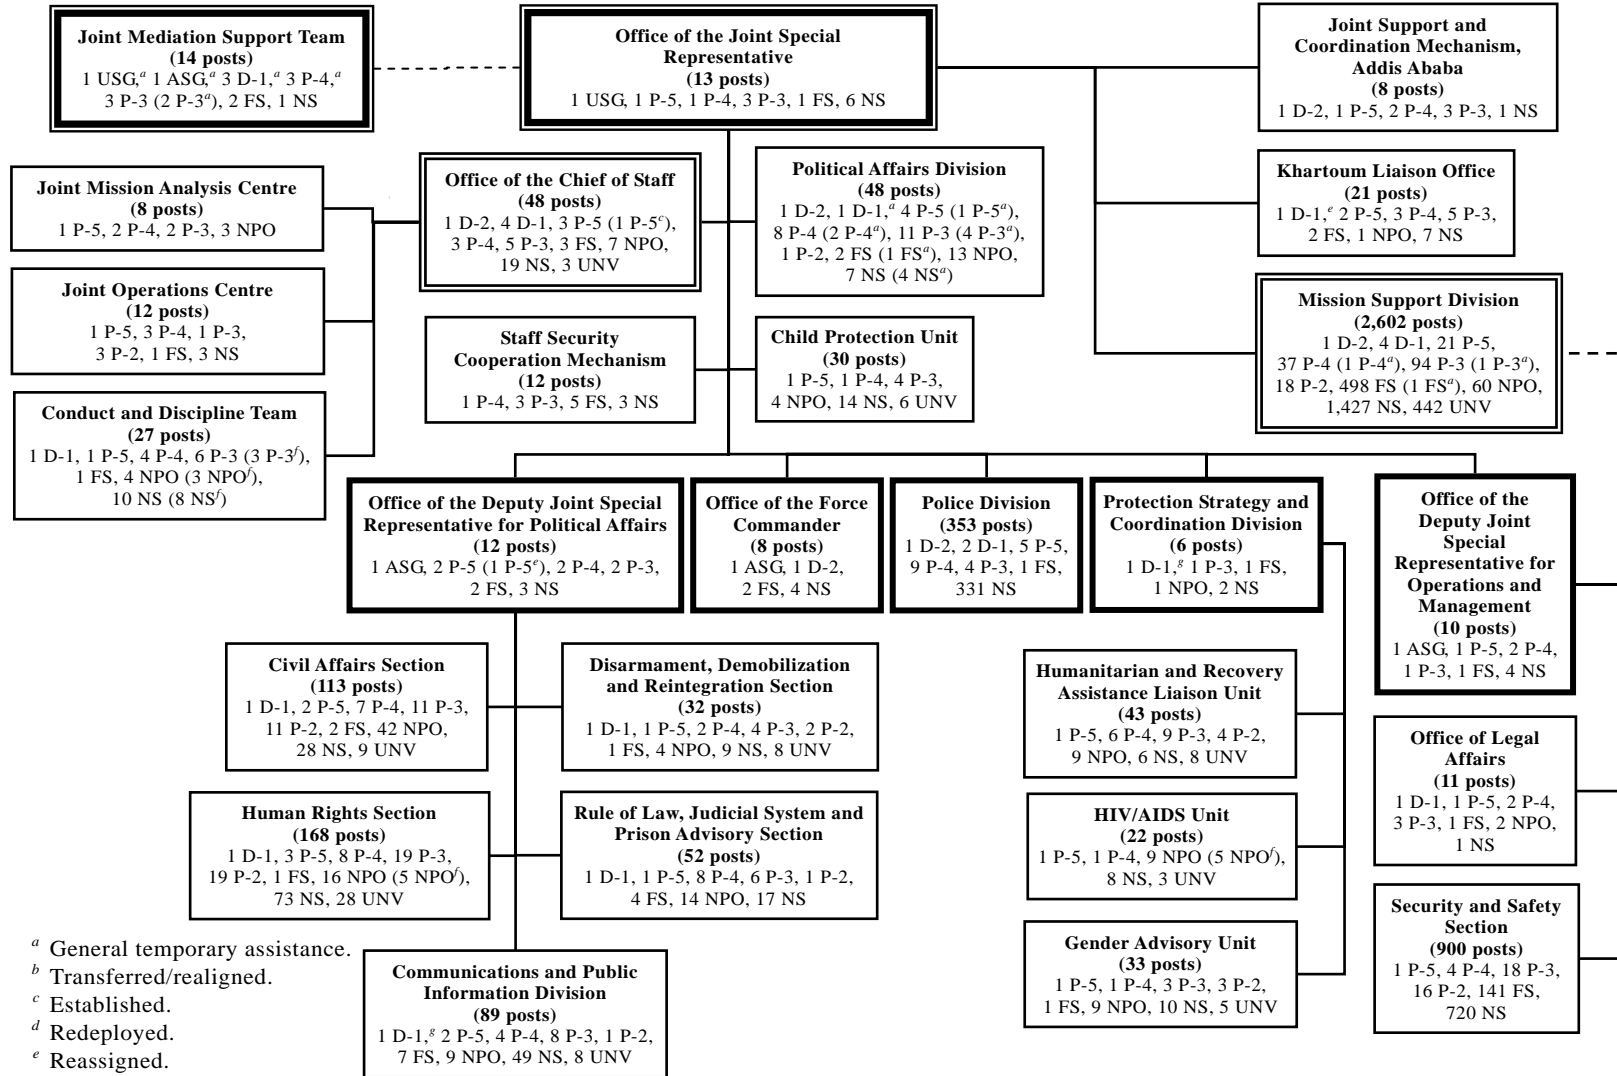 Joint Mediation Support Team
(14 posts)
1 USG,ᵃ 1 ASG,ᵃ 3 D-1,ᵃ 3 P-4,ᵃ
3 P-3 (2 P-3ᵃ), 2 FS, 1 NS
Office of the Joint Special
Representative
(13 posts)
1 USG, 1 P-5, 1 P-4, 3 P-3, 1 FS, 6 NS
Joint Support and
Coordination Mechanism,
Addis Ababa
(8 posts)
1 D-2, 1 P-5, 2 P-4, 3 P-3, 1 NS
Joint Mission Analysis Centre
(8 posts)
1 P-5, 2 P-4, 2 P-3, 3 NPO
Office of the Chief of Staff
(48 posts)
1 D-2, 4 D-1, 3 P-5 (1 P-5ᶜ),
3 P-4, 5 P-3, 3 FS, 7 NPO,
19 NS, 3 UNV
Political Affairs Division
(48 posts)
1 D-2, 1 D-1,ᵃ 4 P-5 (1 P-5ᵃ),
8 P-4 (2 P-4ᵃ), 11 P-3 (4 P-3ᵃ),
1 P-2, 2 FS (1 FSᵃ), 13 NPO,
7 NS (4 NSᵃ)
Khartoum Liaison Office
(21 posts)
1 D-1,ᵉ 2 P-5, 3 P-4, 5 P-3,
2 FS, 1 NPO, 7 NS
Joint Operations Centre
(12 posts)
1 P-5, 3 P-4, 1 P-3,
3 P-2, 1 FS, 3 NS
Staff Security
Cooperation Mechanism
(12 posts)
1 P-4, 3 P-3, 5 FS, 3 NS
Child Protection Unit
(30 posts)
1 P-5, 1 P-4, 4 P-3,
4 NPO, 14 NS, 6 UNV
Mission Support Division
(2,602 posts)
1 D-2, 4 D-1, 21 P-5,
37 P-4 (1 P-4ᵃ), 94 P-3 (1 P-3ᵃ),
18 P-2, 498 FS (1 FSᵃ), 60 NPO,
1,427 NS, 442 UNV
Conduct and Discipline Team
(27 posts)
1 D-1, 1 P-5, 4 P-4, 6 P-3 (3 P-3ᶠ),
1 FS, 4 NPO (3 NPOᶠ),
10 NS (8 NSᶠ)
Office of the Deputy Joint Special
Representative for Political Affairs
(12 posts)
1 ASG, 2 P-5 (1 P-5ᵉ), 2 P-4, 2 P-3,
2 FS, 3 NS
Office of the Force
Commander
(8 posts)
1 ASG, 1 D-2,
2 FS, 4 NS
Police Division
(353 posts)
1 D-2, 2 D-1, 5 P-5,
9 P-4, 4 P-3, 1 FS,
331 NS
Protection Strategy and
Coordination Division
(6 posts)
1 D-1,ᵍ 1 P-3, 1 FS,
1 NPO, 2 NS
Office of the
Deputy Joint
Special
Representative for
Operations and
Management
(10 posts)
1 ASG, 1 P-5, 2 P-4,
1 P-3, 1 FS, 4 NS
Civil Affairs Section
(113 posts)
1 D-1, 2 P-5, 7 P-4, 11 P-3,
11 P-2, 2 FS, 42 NPO,
28 NS, 9 UNV
Disarmament, Demobilization
and Reintegration Section
(32 posts)
1 D-1, 1 P-5, 2 P-4, 4 P-3, 2 P-2,
1 FS, 4 NPO, 9 NS, 8 UNV
Humanitarian and Recovery
Assistance Liaison Unit
(43 posts)
1 P-5, 6 P-4, 9 P-3, 4 P-2,
9 NPO, 6 NS, 8 UNV
Office of Legal
Affairs
(11 posts)
1 D-1, 1 P-5, 2 P-4,
3 P-3, 1 FS, 2 NPO,
1 NS
Human Rights Section
(168 posts)
1 D-1, 3 P-5, 8 P-4, 19 P-3,
19 P-2, 1 FS, 16 NPO (5 NPOᶠ),
73 NS, 28 UNV
Rule of Law, Judicial System and
Prison Advisory Section
(52 posts)
1 D-1, 1 P-5, 8 P-4, 6 P-3, 1 P-2,
4 FS, 14 NPO, 17 NS
HIV/AIDS Unit
(22 posts)
1 P-5, 1 P-4, 9 NPO (5 NPOᶠ),
8 NS, 3 UNV
Security and Safety
Section
(900 posts)
1 P-5, 4 P-4, 18 P-3,
16 P-2, 141 FS,
720 NS
Gender Advisory Unit
(33 posts)
1 P-5, 1 P-4, 3 P-3, 3 P-2,
1 FS, 9 NPO, 10 NS, 5 UNV
Communications and Public
Information Division
(89 posts)
1 D-1,ᵍ 2 P-5, 4 P-4, 8 P-3, 1 P-2,
7 FS, 9 NPO, 49 NS, 8 UNV
ᵃ General temporary assistance.
ᵇ Transferred/realigned.
ᶜ Established.
ᵈ Redeployed.
ᵉ Reassigned.